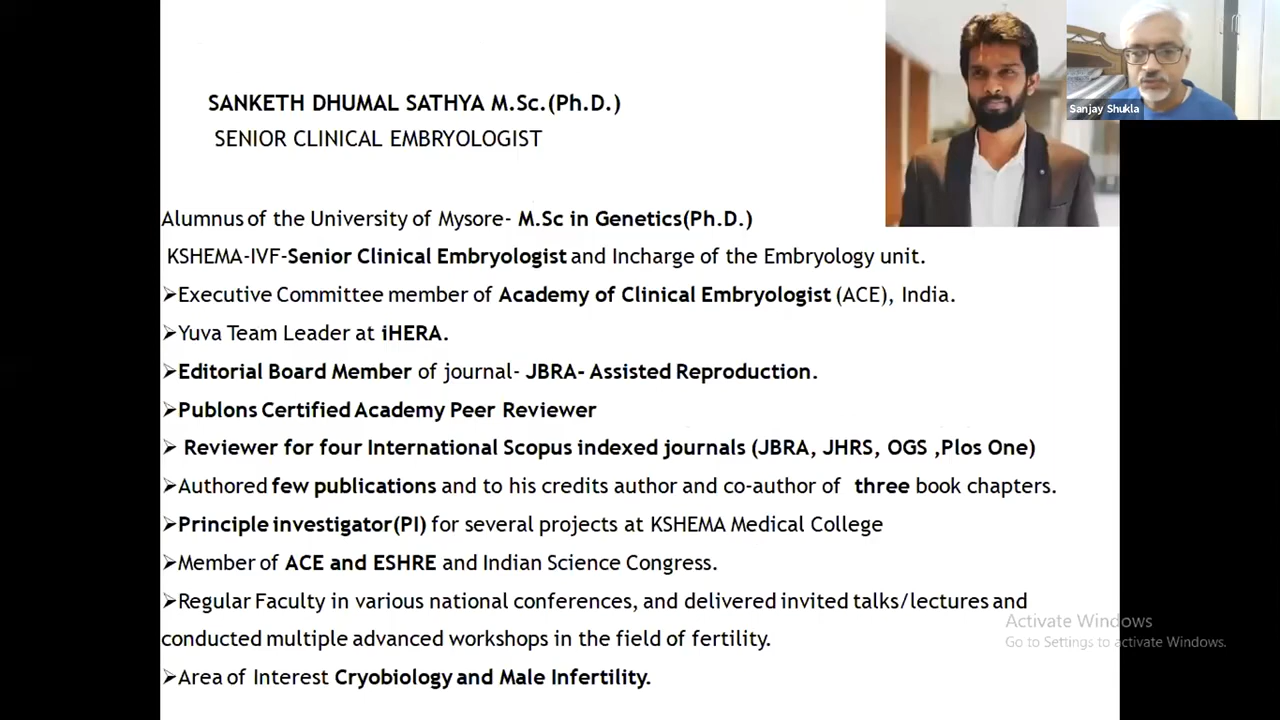 SANKETH DHUMAL SATHYA M.Sc.(Ph.D.)
SENIOR CLINICAL EMBRYOLOGIST
Sanjay Shukla
Alumnus of the University of Mysore- M.Sc in Genetics(Ph.D.)
KSHEMA-IVF-Senior Clinical Embryologist and Incharge of the Embryology unit.
➢Executive Committee member of Academy of Clinical Embryologist (ACE), India.
➢Yuva Team Leader at iHERA.
➢Editorial Board Member of journal- JBRA- Assisted Reproduction.
➢Publons Certified Academy Peer Reviewer
➢ Reviewer for four International Scopus indexed journals (JBRA, JHRS, OGS ,Plos One)
➢Authored few publications and to his credits author and co-author of three book chapters.
➢Principle investigator(PI) for several projects at KSHEMA Medical College
➢Member of ACE and ESHRE and Indian Science Congress.
➢Regular Faculty in various national conferences, and delivered invited talks/lectures and
conducted multiple advanced workshops in the field of fertility.
➢Area of Interest Cryobiology and Male Infertility.
Activate Windows
Go to Settings to activate Windows.